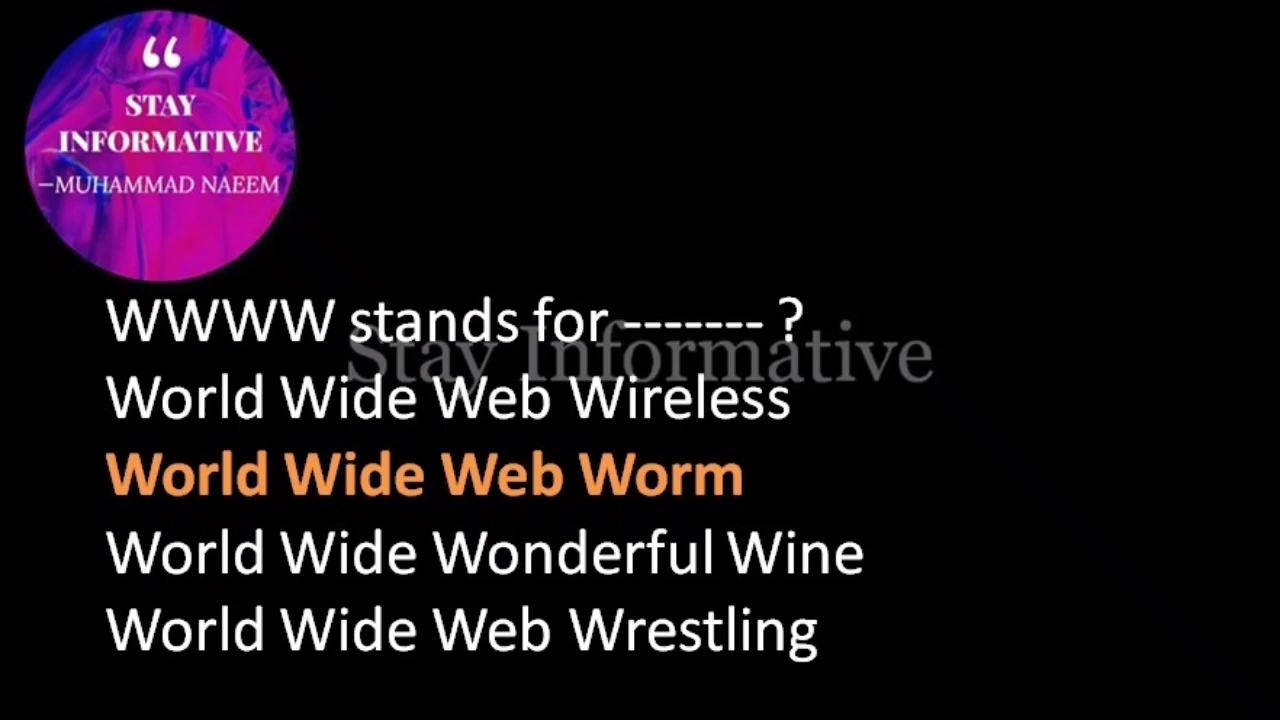 “
STAY
INFORMATIVE
—MUHAMMAD NAEEM
WWWW stands for ------- ?
Stay Informative
World Wide Web Wireless
World Wide Web Worm
World Wide Wonderful Wine
World Wide Web Wrestling